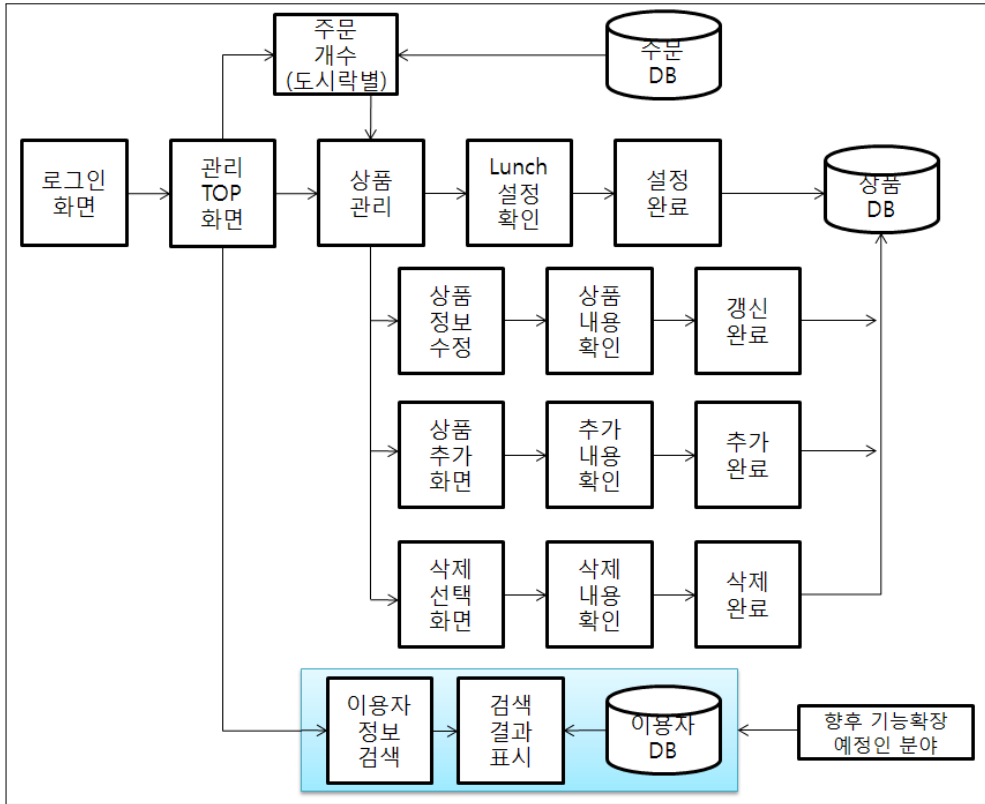 주문
개수
(도시락별)
주문
DB
로그인
화면
관리
TOP
화면
상품
관리
Lunch
설정
확인
설정
완료
상품
DB
상품
정보
수정
상품
내용
확인
갱신
완료
상품
추가
화면
추가
내용
확인
추가
완료
삭제
선택
화면
삭제
내용
확인
삭제
완료
이용자
정보
검색
검색
결과
표시
이용자
DB
향후 기능확장
예정인 분야